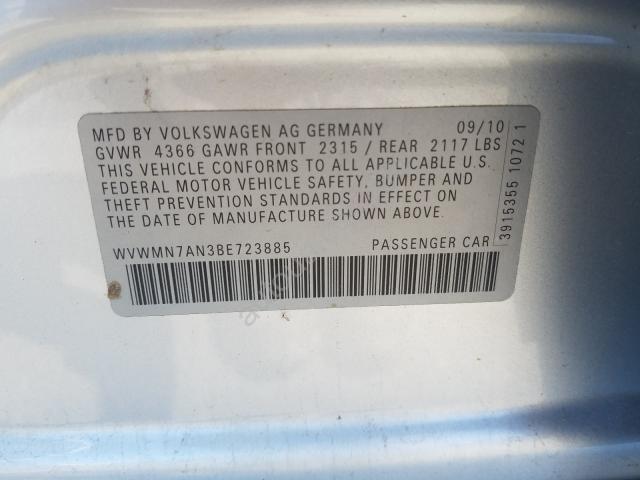 MFD BY VOLKSWAGEN AG GERMANY 09/10
GVWR 4366 GAWR FRONT 2315 / REAR 2117 LBS
THIS VEHICLE CONFORMS TO ALL APPLICABLE U.S.
FEDERAL MOTOR VEHICLE SAFETY, BUMPER AND
THEFT PREVENTION STANDARDS IN EFFECT ON
THE DATE OF MANUFACTURE SHOWN ABOVE.
WVWMN7AN3BE723885 PASSENGER CAR
3915355 1072 1